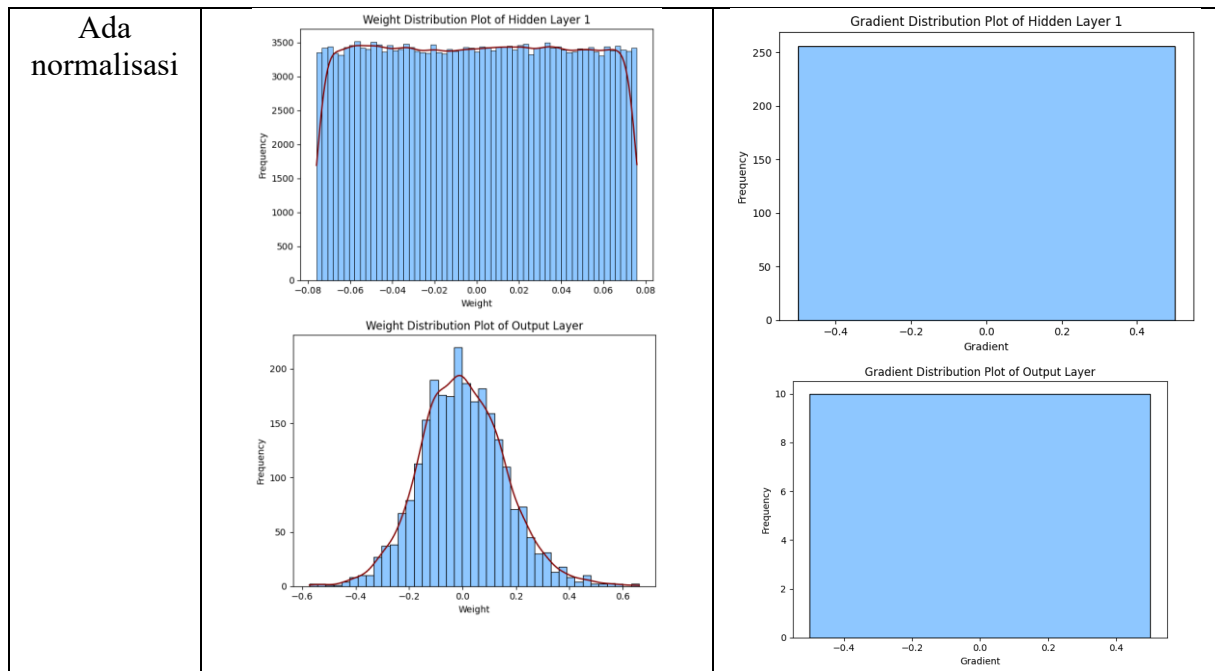 Ada
normalisasi
Weight Distribution Plot of Hidden Layer 1
3500
3000
2500
2000
1500
1000
500
0
Frequency
−0.08 −0.06 −0.04 −0.02 0.00 0.02 0.04 0.06 0.08
Weight
Weight Distribution Plot of Output Layer
200
150
100
50
0
Frequency
−0.6 −0.4 −0.2 0.0 0.2 0.4 0.6
Weight
Gradient Distribution Plot of Hidden Layer 1
250
200
150
100
50
0
Frequency
−0.4 −0.2 0.0 0.2 0.4
Gradient
Gradient Distribution Plot of Output Layer
10
8
6
4
2
0
Frequency
−0.4 −0.2 0.0 0.2 0.4
Gradient